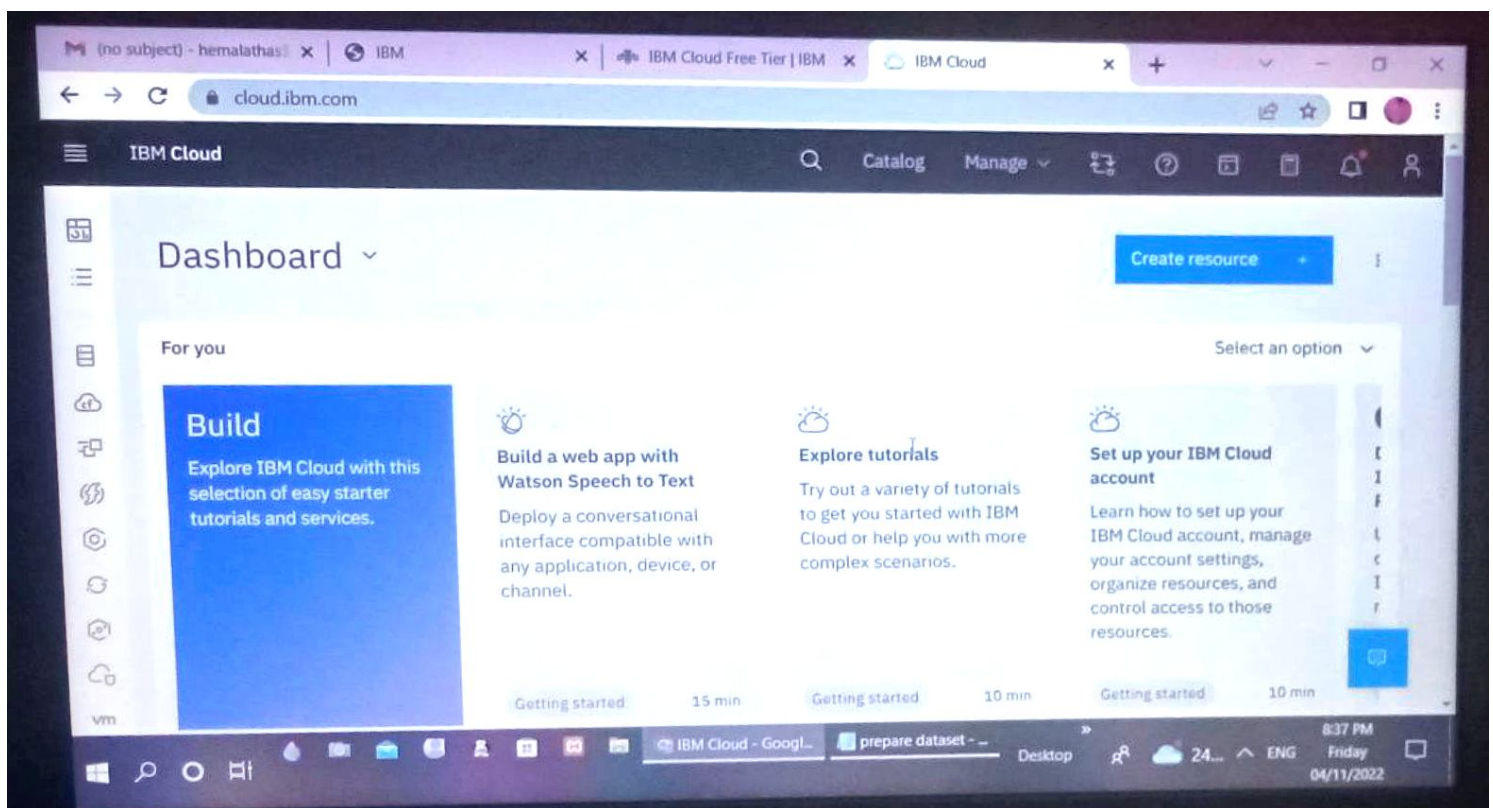 (no subject) - hemalathas
IBM
IBM Cloud Free Tier | IBM
IBM Cloud
cloud.ibm.com
IBM Cloud
Catalog
Manage
Dashboard
Create resource +
For you
Select an option
Build
Explore IBM Cloud with this
selection of easy starter
tutorials and services.
Build a web app with
Watson Speech to Text
Deploy a conversational
interface compatible with
any application, device, or
channel.
Getting started
15 min
Explore tutorials
Try out a variety of tutorials
to get you started with IBM
Cloud or help you with more
complex scenarios.
Getting started
10 min
Set up your IBM Cloud
account
Learn how to set up your
IBM Cloud account, manage
your account settings,
organize resources, and
control access to those
resources.
Getting started
10 min
vm
IBM Cloud - Googl...
prepare dataset - ...
Desktop
24...
ENG
8:37 PM
Friday
04/11/2022